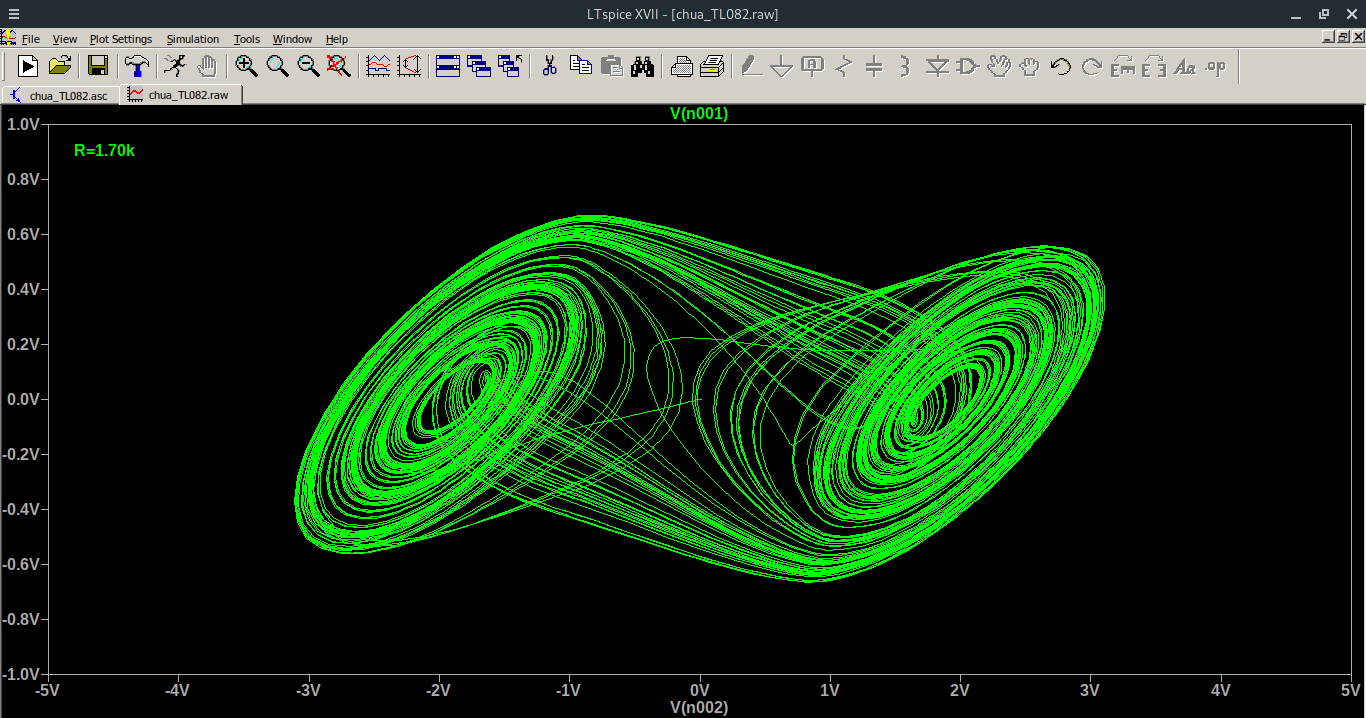 LTspice XVII - [chua_TL082.raw]
File View Plot Settings Simulation Tools Window Help
Aa .op
chua_TL082.asc chua_TL082.raw
V(n001)
1.0V
R=1.70k
0.8V
0.6V
0.4V
0.2V
0.0V
-0.2V
-0.4V
-0.6V
-0.8V
-1.0V
-5V -4V -3V -2V -1V 0V 1V 2V 3V 4V 5V
V(n002)